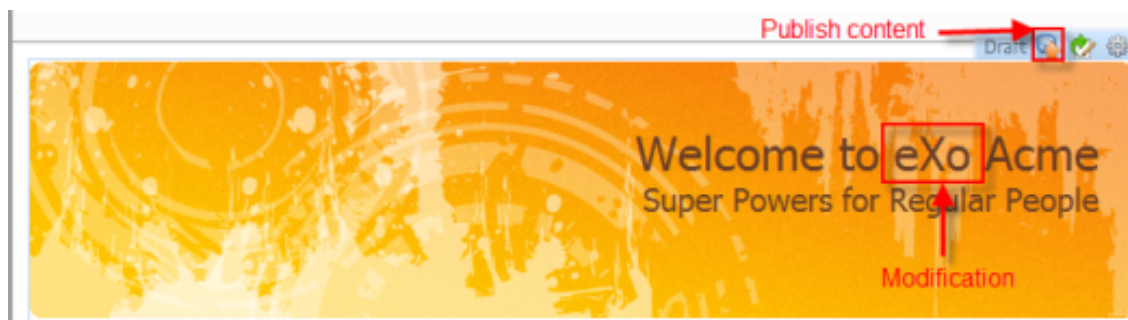 Publish content
Draft
Welcome to eXo Acme
Super Powers for Regular People
Modification